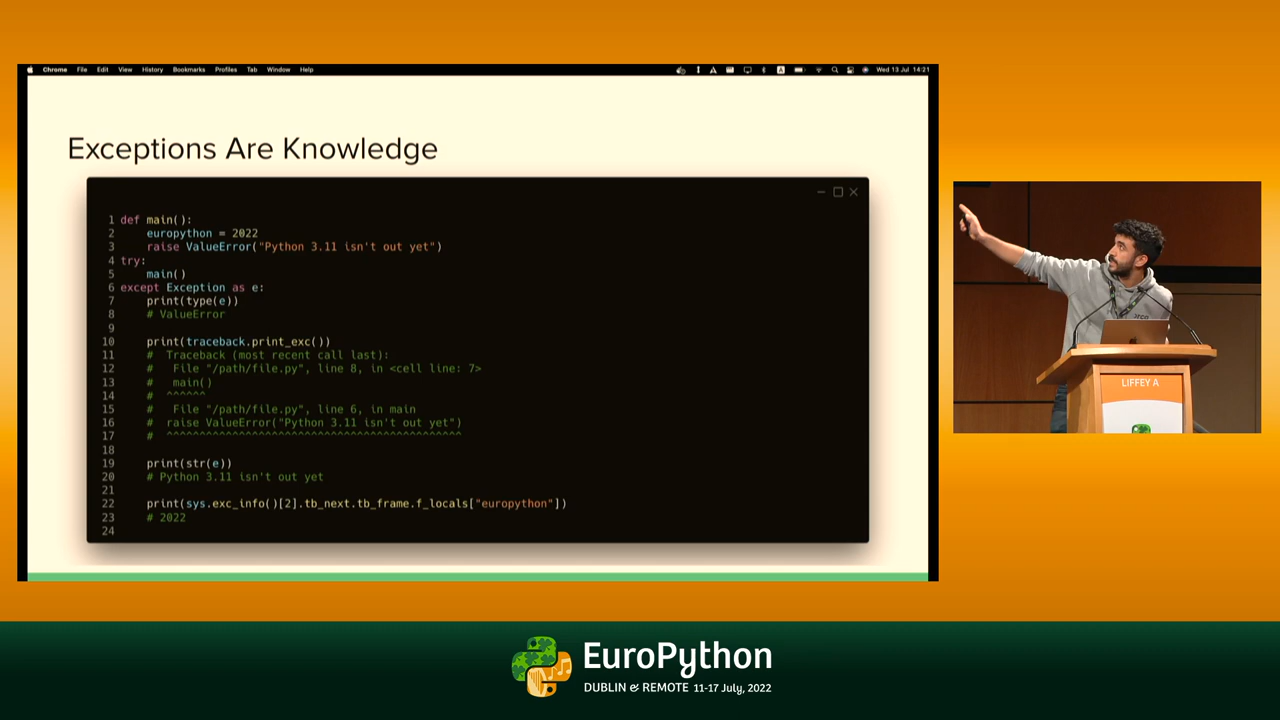 Chrome File Edit View History Bookmarks Profiles Tab Window Help
Wed 13 Jul 14:21
Exceptions Are Knowledge
1 def main():
2     europython = 2022
3     raise ValueError("Python 3.11 isn't out yet")
4 try:
5     main()
6 except Exception as e:
7     print(type(e))
8     # ValueError
9
10     print(traceback.print_exc())
11     #  Traceback (most recent call last):
12     #   File "/path/file.py", line 8, in <cell line: 7>
13     #   main()
14     #  ^^^^^^
15     #   File "/path/file.py", line 6, in main
16     #  raise ValueError("Python 3.11 isn't out yet")
17     #  ^^^^^^^^^^^^^^^^^^^^^^^^^^^^^^^^^^^^^^^^^^^^^
18
19     print(str(e))
20     # Python 3.11 isn't out yet
21
22     print(sys.exc_info()[2].tb_next.tb_frame.f_locals["europython"])
23     # 2022
24
LIFFEY A
EuroPython
DUBLIN & REMOTE 11-17 July, 2022